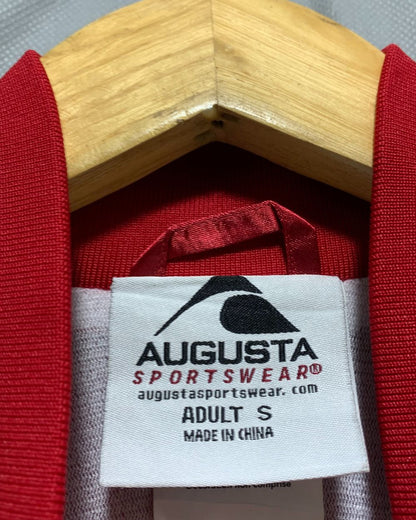 AUGUSTA
SPORTSWEAR®
augustasportswear.com
ADULT S
MADE IN CHINA